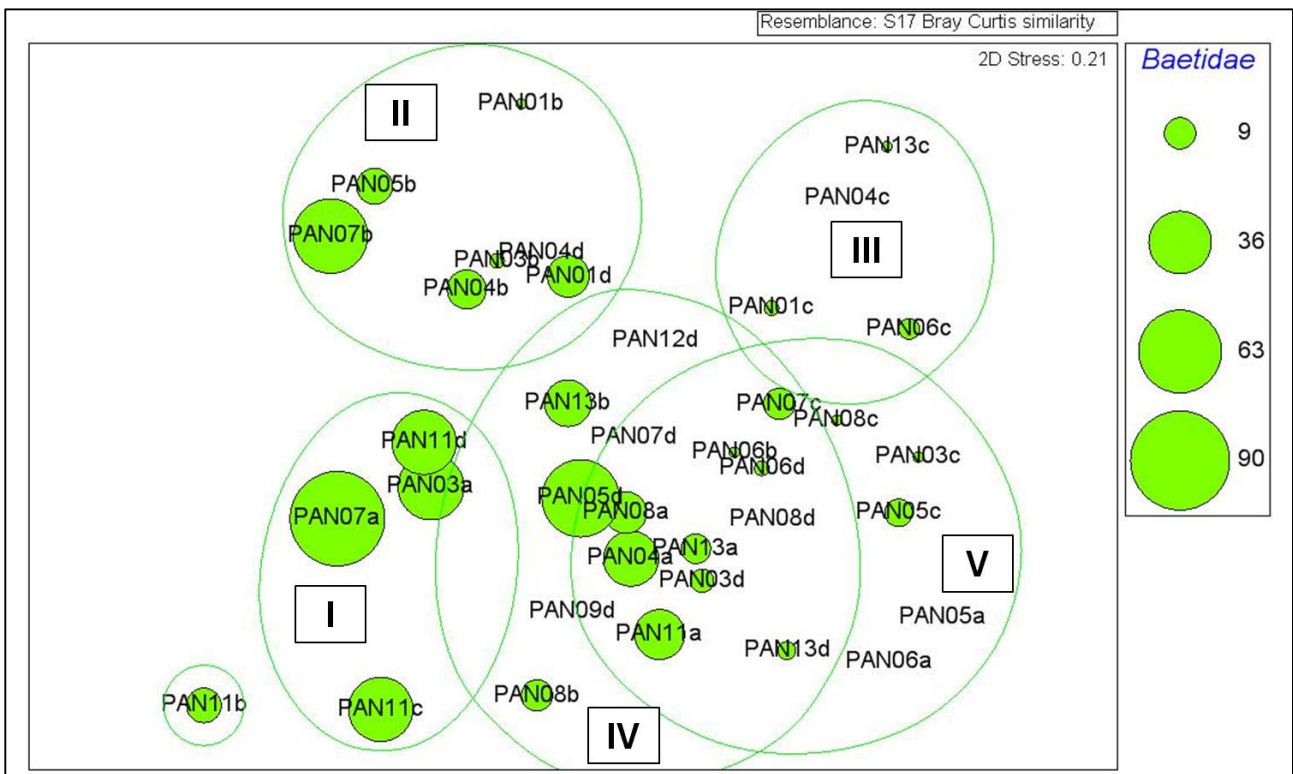 Resemblance: S17 Bray Curtis similarity
2D Stress: 0.21
Baetidae
9
36
63
90
II
PAN01b
PAN05b
PAN07b
PAN04d
PAN03b
PAN01d
PAN04b
PAN13c
PAN04c
III
PAN01c
PAN06c
PAN12d
PAN13b
PAN07c
PAN08c
PAN07d
PAN06b
PAN06d
PAN03c
PAN11d
PAN03a
PAN07a
PAN05d
PAN08a
PAN08d
PAN05c
PAN04a
PAN13a
PAN03d
V
I
PAN09d
PAN11a
PAN13d
PAN05a
PAN06a
PAN11b
PAN11c
PAN08b
IV